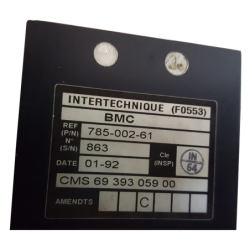 INTERTECHNIQUE (F0553)
BMC
REF (P/N) 785-002-61
N° (S/N) 863
DATE 01-92 Cle (INSP) IN 64
CMS 69 393 059 00
AMENDTS C